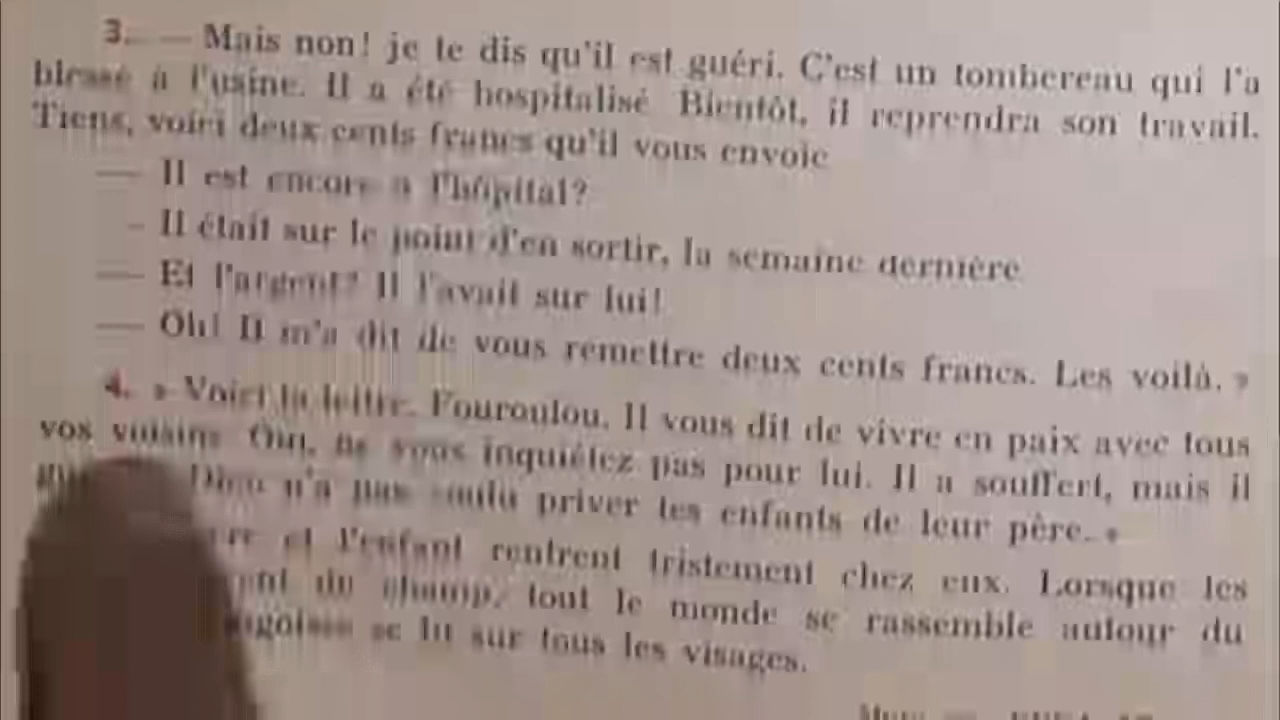 3. — Mais non! je te dis qu'il est guéri. C'est un tombereau qui l'a
blessé à l'usine. Il a été hospitalisé. Bientôt, il reprendra son travail.
Tiens, voici deux cents francs qu'il vous envoie
— Il est encore à l'hôpital?
- Il était sur le point d'en sortir, la semaine dernière
— Et l'argent? Il l'avait sur lui!
— Oh! Il m'a dit de vous remettre deux cents francs. Les voilà. »
4. « Voici la lettre, Fouroulou. Il vous dit de vivre en paix avec tous
vos voisins. Oui, ne vous inquiétez pas pour lui. Il a souffert, mais il
Dieu n'a pas voulu priver tes enfants de leur père. »
et l'enfant rentrent tristement chez eux. Lorsque les
du champ, tout le monde se rassemble autour du
se lit sur tous les visages.